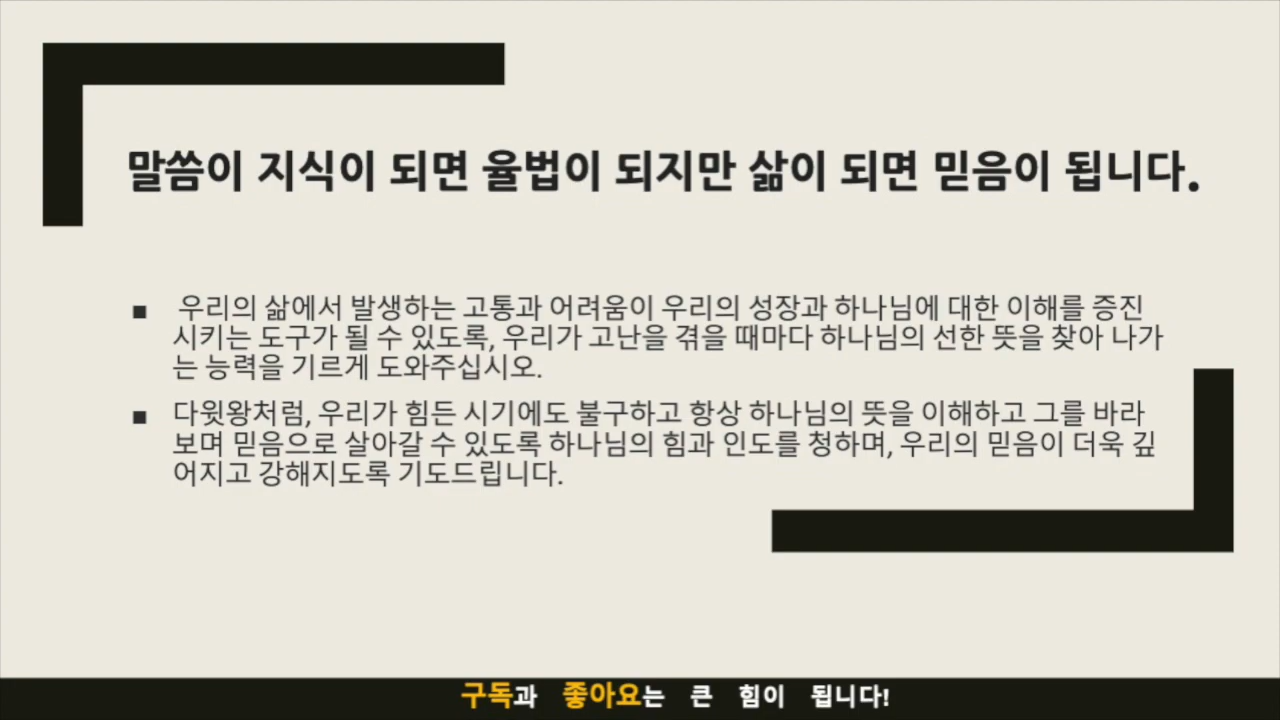 말씀이 지식이 되면 율법이 되지만 삶이 되면 믿음이 됩니다.
■ 우리의 삶에서 발생하는 고통과 어려움이 우리의 성장과 하나님에 대한 이해를 증진
시키는 도구가 될 수 있도록, 우리가 고난을 겪을 때마다 하나님의 선한 뜻을 찾아 나가
는 능력을 기르게 도와주십시오.
■ 다윗왕처럼, 우리가 힘든 시기에도 불구하고 항상 하나님의 뜻을 이해하고 그를 바라
보며 믿음으로 살아갈 수 있도록 하나님의 힘과 인도를 청하며, 우리의 믿음이 더욱 깊
어지고 강해지도록 기도드립니다.
구독과 좋아요는 큰 힘이 됩니다!